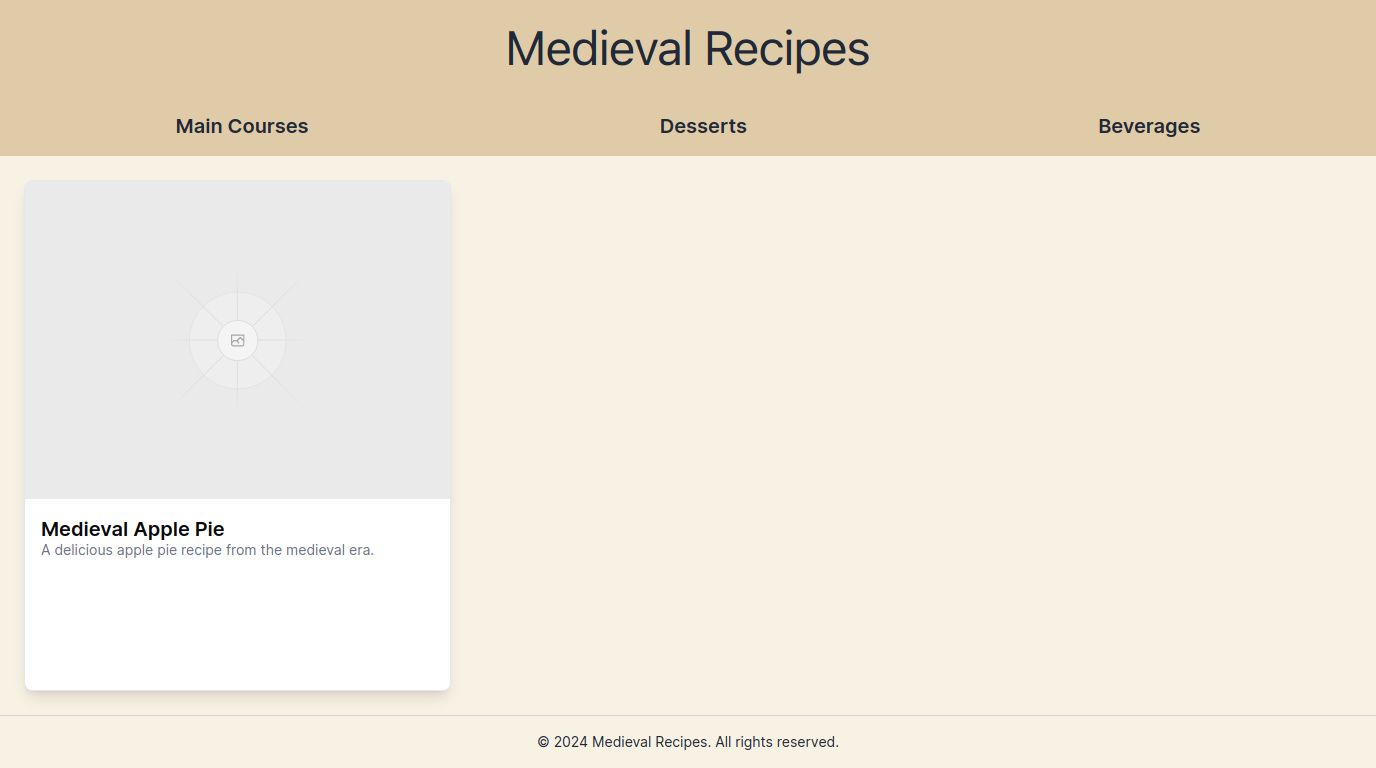 Medieval Recipes
Main Courses
Desserts
Beverages
Medieval Apple Pie
A delicious apple pie recipe from the medieval era.
© 2024 Medieval Recipes. All rights reserved.